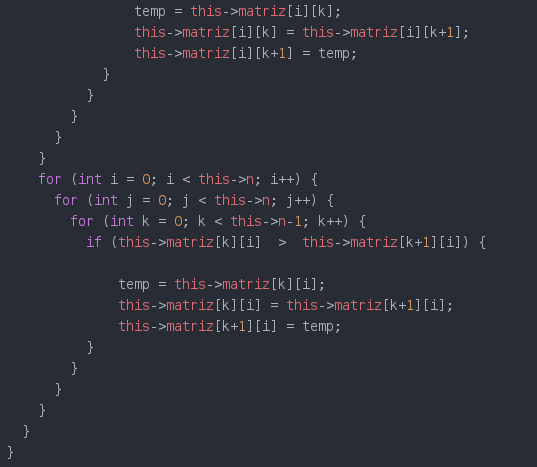 temp = this->matriz[i][k];
                this->matriz[i][k] = this->matriz[i][k+1];
                this->matriz[i][k+1] = temp;
            }
          }
        }
      }
    }
    for (int i = 0; i < this->n; i++) {
      for (int j = 0; j < this->n; j++) {
        for (int k = 0; k < this->n-1; k++) {
          if (this->matriz[k][i]  >  this->matriz[k+1][i]) {

              temp = this->matriz[k][i];
              this->matriz[k][i] = this->matriz[k+1][i];
              this->matriz[k+1][i] = temp;
          }
        }
      }
    }
  }
}